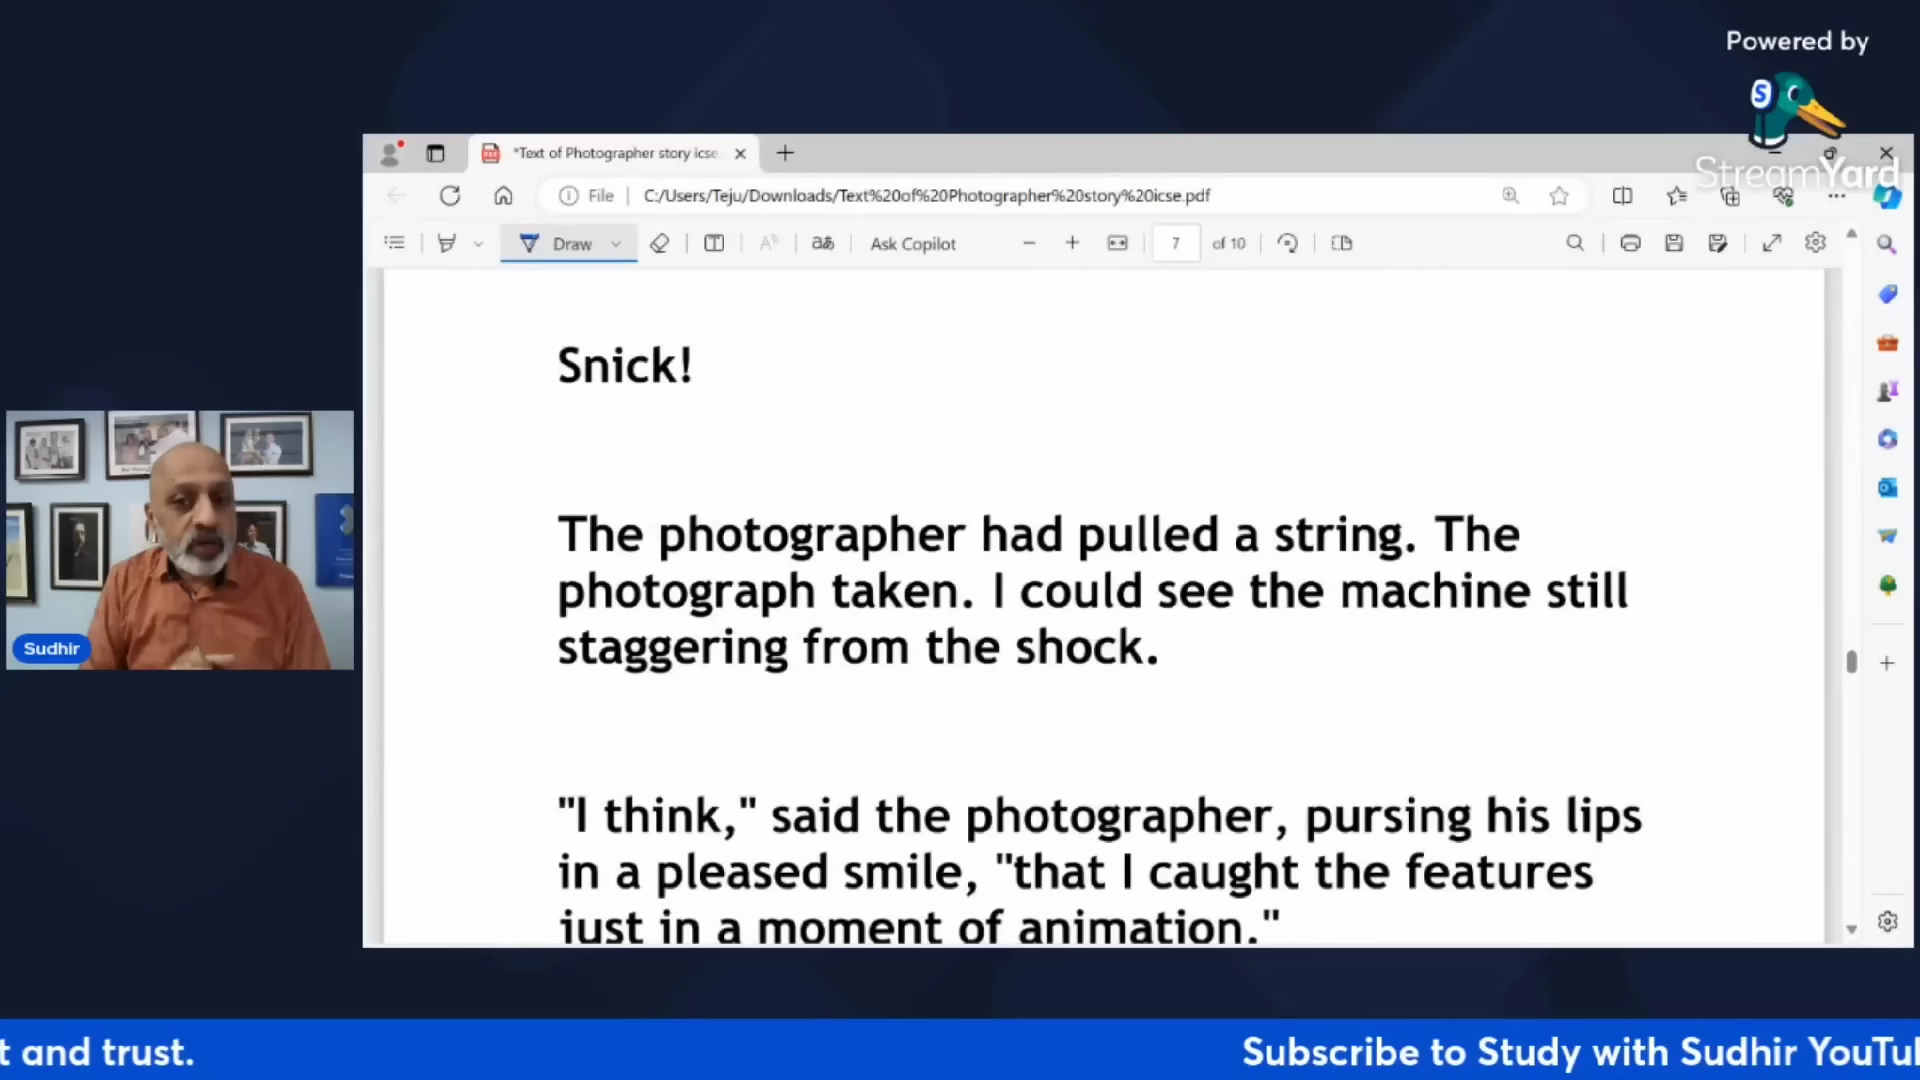 Powered by
StreamYard
*Text of Photographer story icse.
File
C:/Users/Teju/Downloads/Text%20of%20Photographer%20story%20icse.pdf
Draw
Ask Copilot
7
of 10
Snick!
The photographer had pulled a string. The
photograph taken. I could see the machine still
staggering from the shock.
"I think," said the photographer, pursing his lips
in a pleased smile, "that I caught the features
just in a moment of animation."
Sudhir
t and trust.
Subscribe to Study with Sudhir YouTu